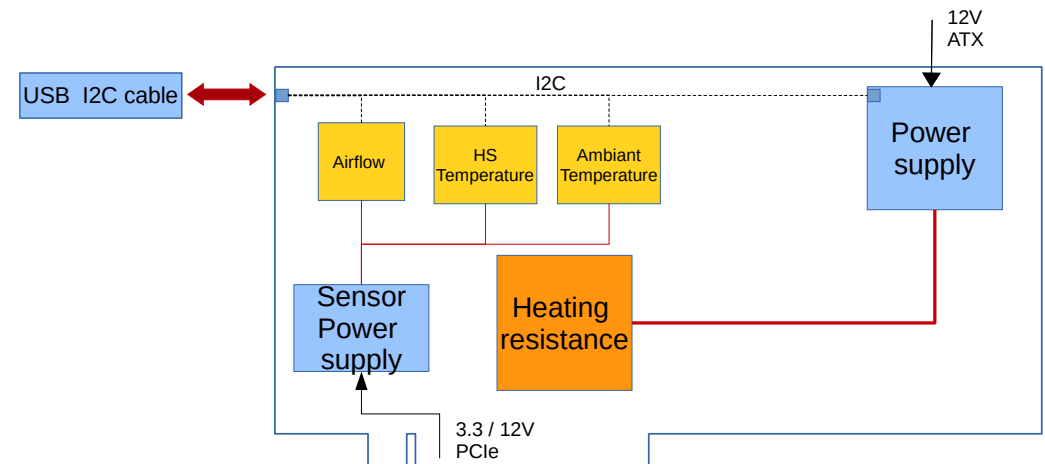 12V
ATX
USB I2C cable
I2C
Airflow
HS
Temperature
Ambiant
Temperature
Power
supply
Sensor
Power
supply
Heating
resistance
3.3 / 12V
PCIe